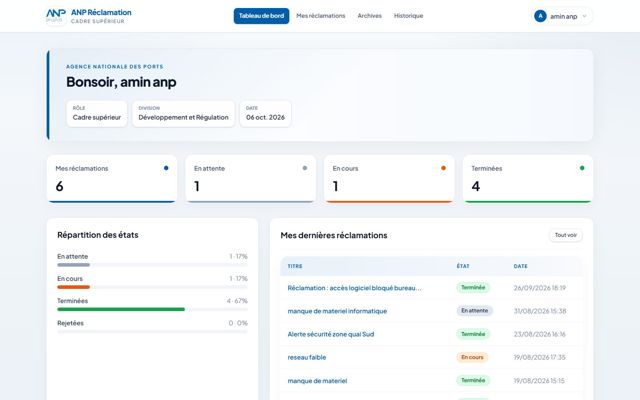 ANP
ANP Réclamation
CADRE SUPÉRIEUR
Tableau de bord
Mes réclamations
Archives
Historique
A
amin anp
AGENCE NATIONALE DES PORTS
Bonsoir, amin anp
RÔLE
Cadre supérieur
DIVISION
Développement et Régulation
DATE
06 oct. 2026
Mes réclamations
6
En attente
1
En cours
1
Terminées
4
Répartition des états
En attente 1 · 17%
En cours 1 · 17%
Terminées 4 · 67%
Rejetées 0 · 0%
Mes dernières réclamations
Tout voir
TITRE ÉTAT DATE
Réclamation : accès logiciel bloqué bureau... Terminée 26/09/2026 18:19
manque de materiel informatique En attente 31/08/2026 15:38
Alerte sécurité zone quai Sud Terminée 23/08/2026 16:16
reseau faible En cours 19/08/2026 17:35
manque de materiel Terminée 19/08/2026 15:15